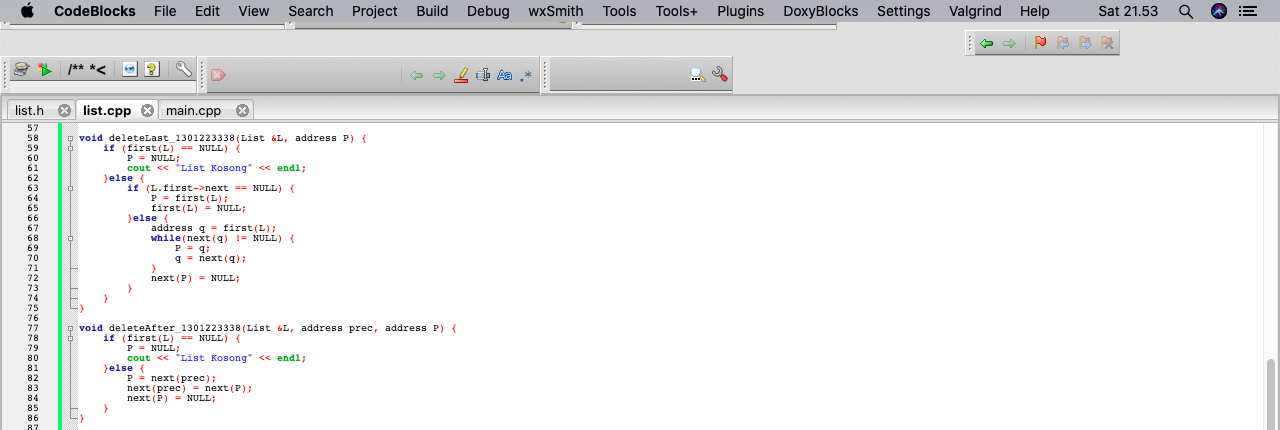 CodeBlocks File Edit View Search Project Build Debug wxSmith Tools Tools+ Plugins DoxyBlocks Settings Valgrind Help Sat 21.53
/** *< Aa .*
list.h list.cpp main.cpp
57
58 void deleteLast_1301223338(List &L, address P) {
59 if (first(L) == NULL) {
60 P = NULL;
61 cout << "List Kosong" << endl;
62 }else {
63 if (L.first->next == NULL) {
64 P = first(L);
65 first(L) = NULL;
66 }else {
67 address q = first(L);
68 while(next(q) != NULL) {
69 P = q;
70 q = next(q);
71 }
72 next(P) = NULL;
73 }
74 }
75 }
76
77 void deleteAfter_1301223338(List &L, address prec, address P) {
78 if (first(L) == NULL) {
79 P = NULL;
80 cout << "List Kosong" << endl;
81 }else {
82 P = next(prec);
83 next(prec) = next(P);
84 next(P) = NULL;
85 }
86 }
87